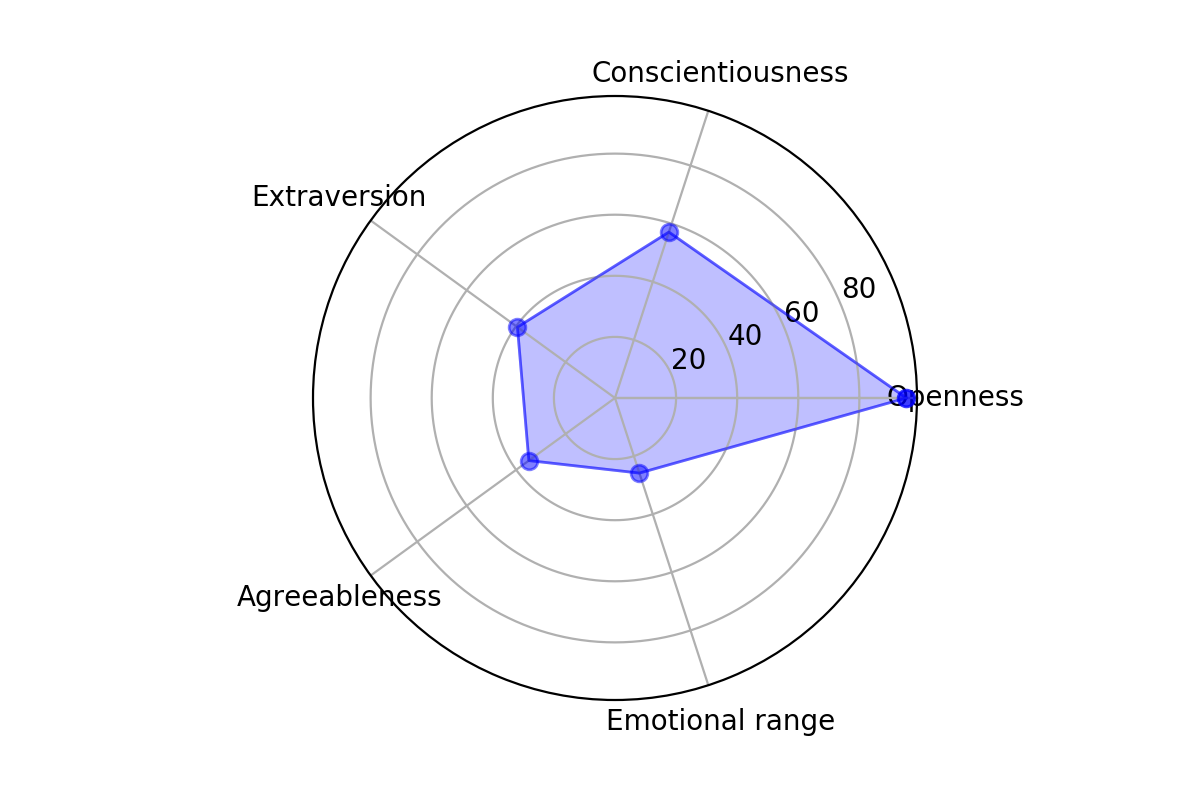 Conscientiousness
Extraversion
80
60
40
20
Openness
Agreeableness
Emotional range